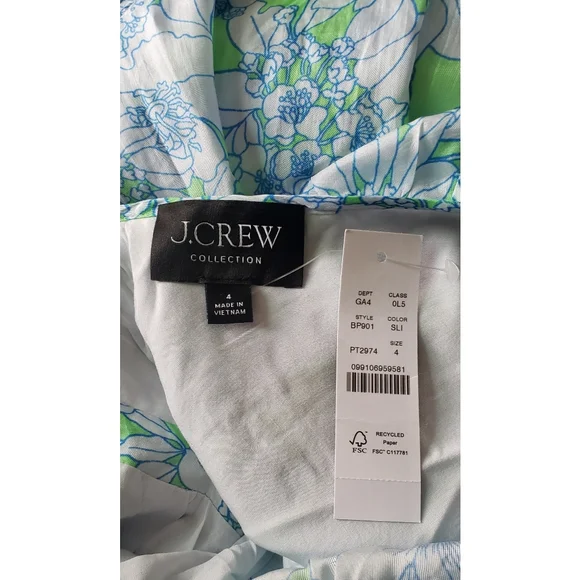 J.CREW
COLLECTION
4
MADE IN
VIETNAM
DEPT CLASS
GA4 0L5
STYLE COLOR
BP901 SLI
SIZE
PT2974 4
099106959581
FSC
RECYCLED
Paper
FSC™ C117781